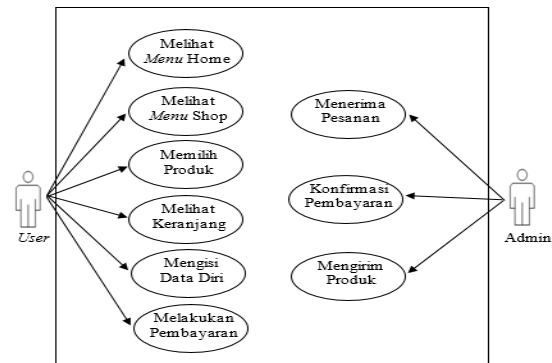 Melihat
Menu Home
Melihat
Menu Shop
Memilih
Produk
Melihat
Keranjang
Mengisi
Data Diri
Melakukan
Pembayaran
User
Menerima
Pesanan
Konfirmasi
Pembayaran
Mengirim
Produk
Admin